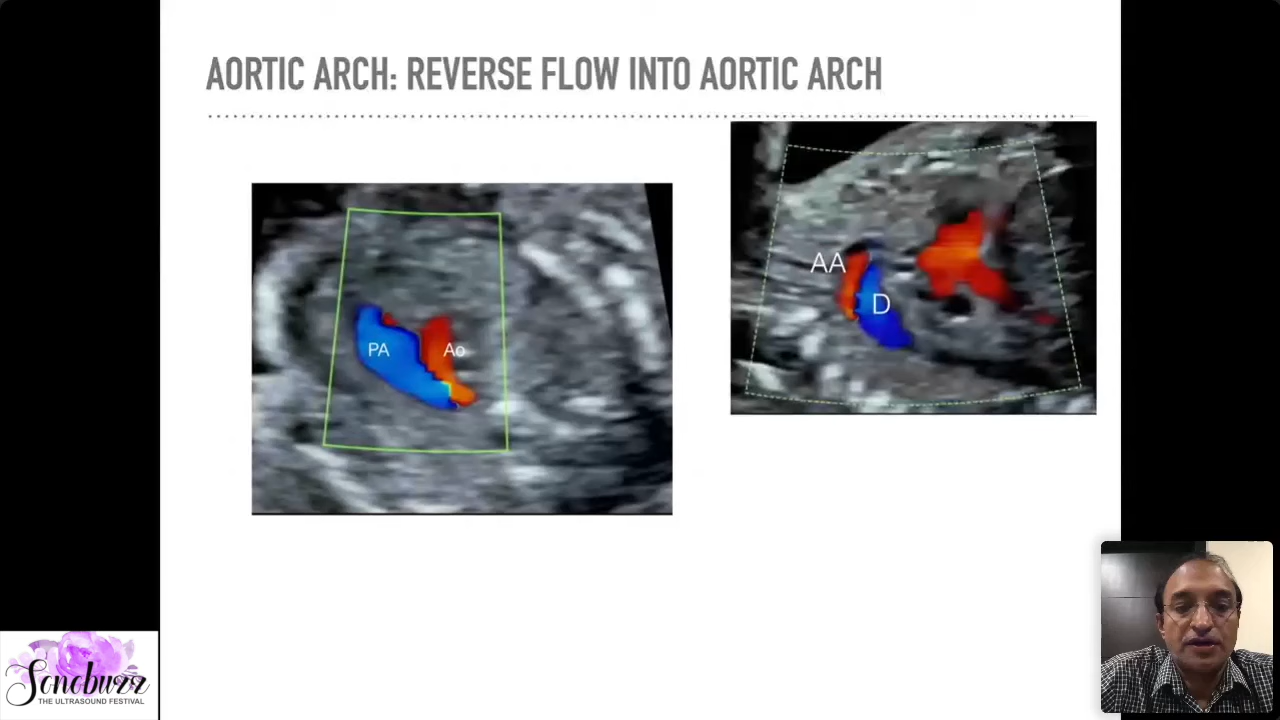 AORTIC ARCH: REVERSE FLOW INTO AORTIC ARCH
PA
Ao
AA
D
Sonobuzz
THE ULTRASOUND FESTIVAL